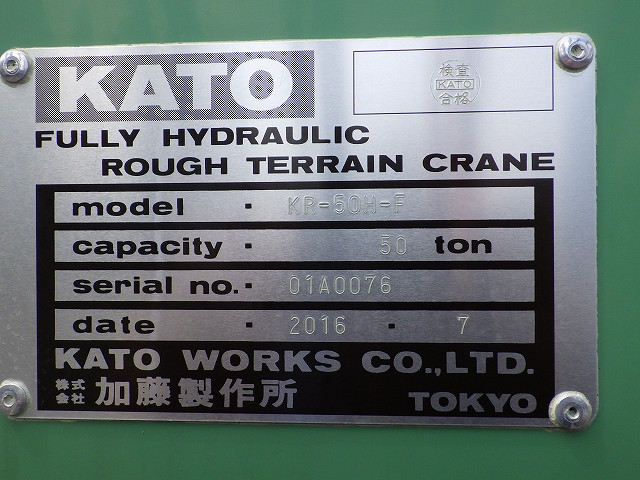 KATO
検査
KATO
合格
FULLY HYDRAULIC
ROUGH TERRAIN CRANE
model · KR-50H-F
capacity · 50 ton
serial no.· 01A0076
date · 2016 · 7
KATO WORKS CO.,LTD.
株式会社 加藤製作所 TOKYO